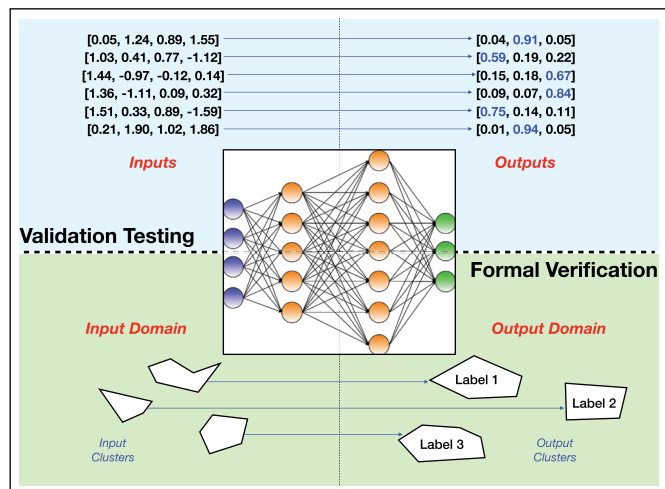 [0.05, 1.24, 0.89, 1.55] [0.04, 0.91, 0.05]
[1.03, 0.41, 0.77, -1.12] [0.59, 0.19, 0.22]
[1.44, -0.97, -0.12, 0.14] [0.15, 0.18, 0.67]
[1.36, -1.11, 0.09, 0.32] [0.09, 0.07, 0.84]
[1.51, 0.33, 0.89, -1.59] [0.75, 0.14, 0.11]
[0.21, 1.90, 1.02, 1.86] [0.01, 0.94, 0.05]
Inputs Outputs
Validation Testing
Formal Verification
Input Domain Output Domain
Label 1
Label 2
Label 3
Input
Clusters
Output
Clusters